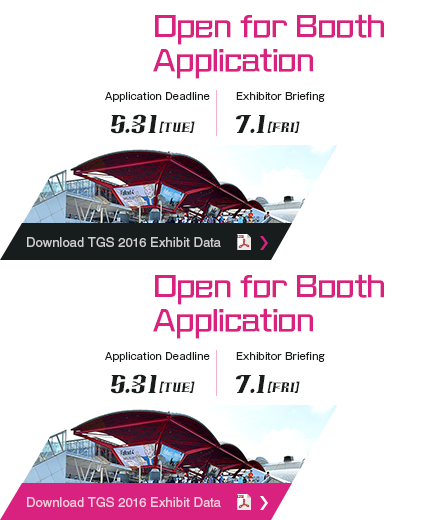 Open for Booth
Application
Application Deadline
Exhibitor Briefing
5.31[TUE]
7.1[FRI]
Download TGS 2016 Exhibit Data
Open for Booth
Application
Application Deadline
Exhibitor Briefing
5.31[TUE]
7.1[FRI]
Download TGS 2016 Exhibit Data